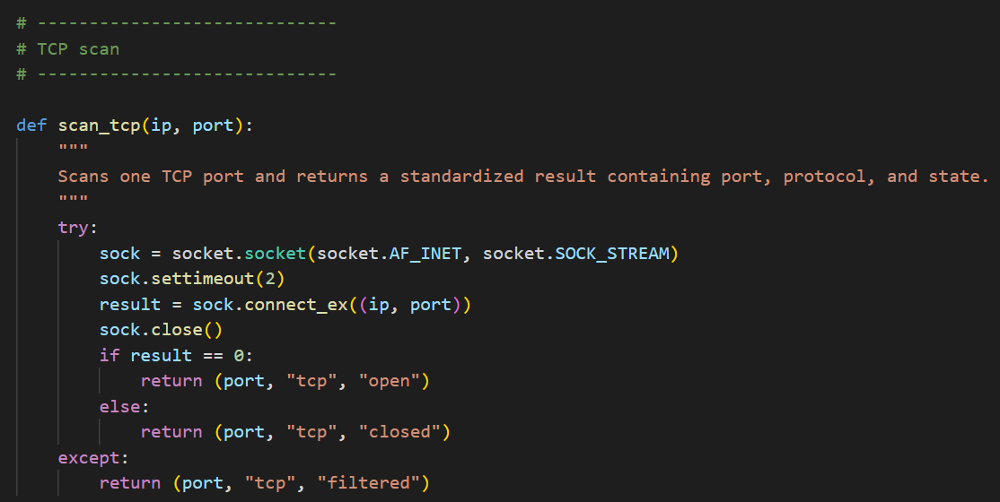 # -----------------------------
# TCP scan
# -----------------------------
def scan_tcp(ip, port):
    """
    Scans one TCP port and returns a standardized result containing port, protocol, and state.
    """
    try:
        sock = socket.socket(socket.AF_INET, socket.SOCK_STREAM)
        sock.settimeout(2)
        result = sock.connect_ex((ip, port))
        sock.close()
        if result == 0:
            return (port, "tcp", "open")
        else:
            return (port, "tcp", "closed")
    except:
        return (port, "tcp", "filtered")